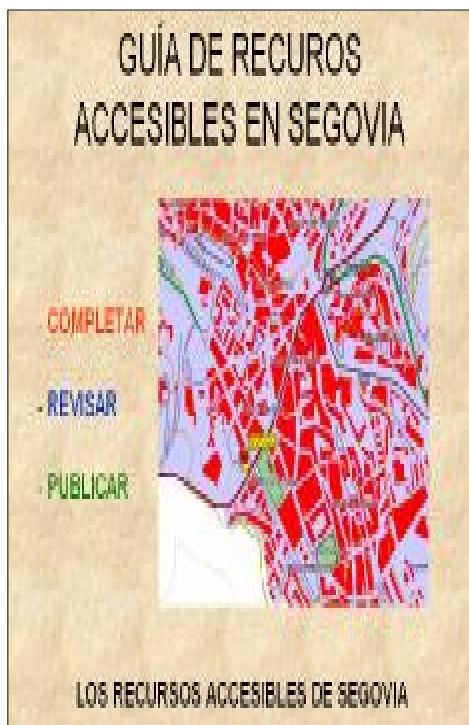 GUÍA DE RECUROS
ACCESIBLES EN SEGOVIA
- COMPLETAR
- REVISAR
- PUBLICAR
LOS RECURSOS ACCESIBLES DE SEGOVIA